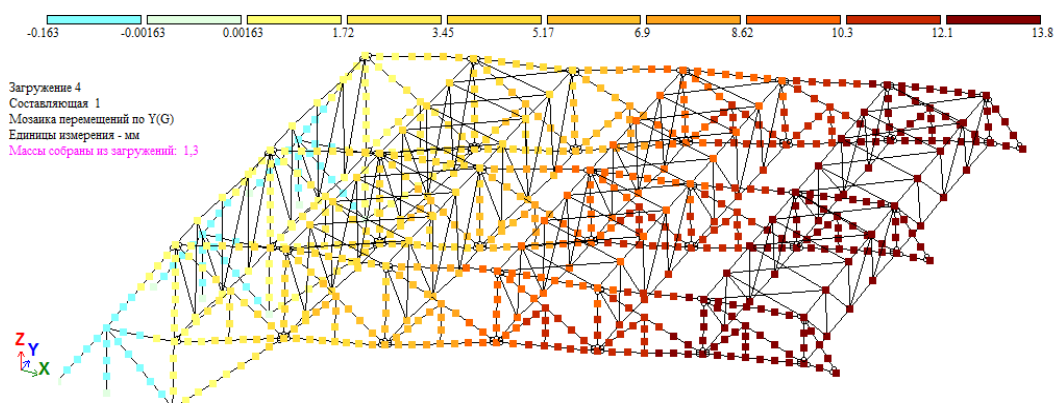 -0.163 -0.00163 0.00163 1.72 3.45 5.17 6.9 8.62 10.3 12.1 13.8
Загружение 4
Составляющая 1
Мозаика перемещений по Y(G)
Единицы измерения - мм
Массы собраны из загружений: 1,3
Z
Y
X